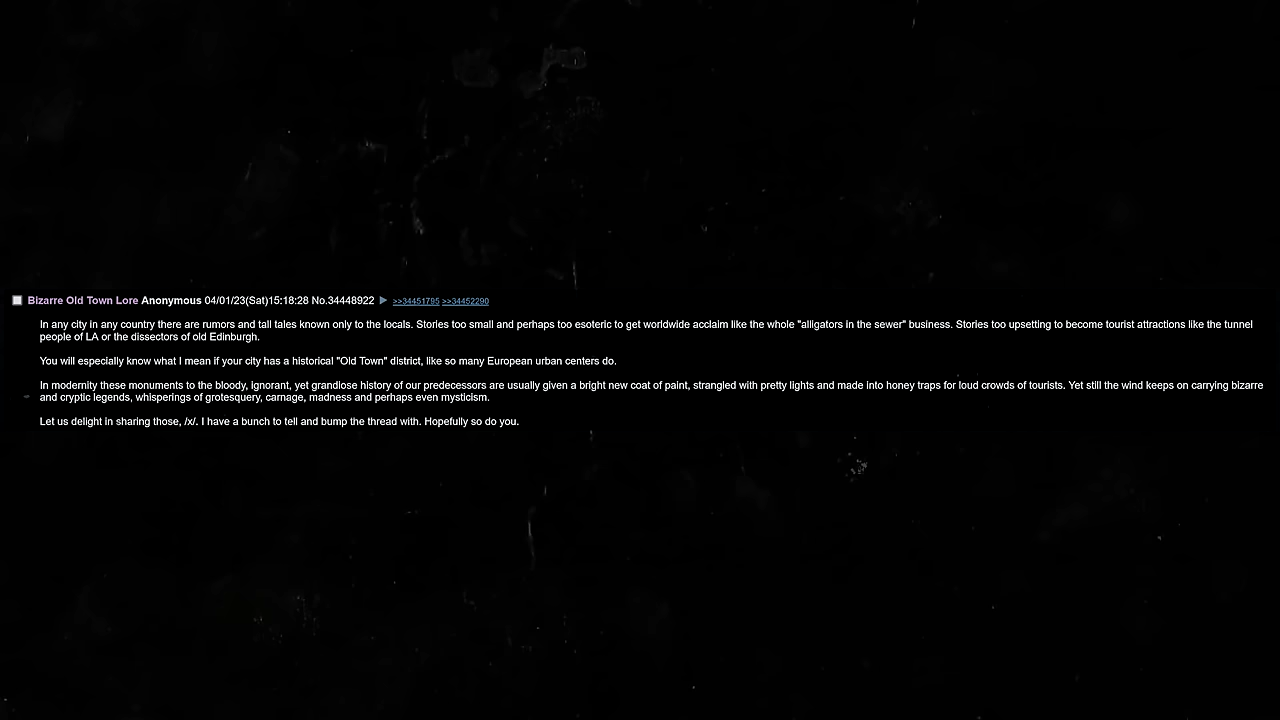 Bizarre Old Town Lore Anonymous 04/01/23(Sat)15:18:28 No.34448922 ▶ >>34451795 >>34452290
In any city in any country there are rumors and tall tales known only to the locals. Stories too small and perhaps too esoteric to get worldwide acclaim like the whole "alligators in the sewer" business. Stories too upsetting to become tourist attractions like the tunnel
people of LA or the dissectors of old Edinburgh.
You will especially know what I mean if your city has a historical "Old Town" district, like so many European urban centers do.
In modernity these monuments to the bloody, ignorant, yet grandiose history of our predecessors are usually given a bright new coat of paint, strangled with pretty lights and made into honey traps for loud crowds of tourists. Yet still the wind keeps on carrying bizarre
and cryptic legends, whisperings of grotesquery, carnage, madness and perhaps even mysticism.
Let us delight in sharing those, /x/. I have a bunch to tell and bump the thread with. Hopefully so do you.